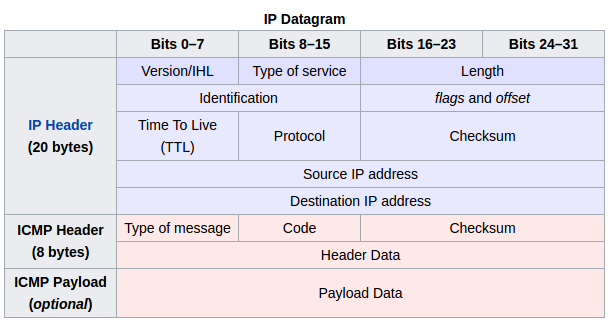 IP Datagram
Bits 0–7 Bits 8–15 Bits 16–23 Bits 24–31
IP Header
(20 bytes)
Version/IHL Type of service Length
Identification flags and offset
Time To Live
(TTL) Protocol Checksum
Source IP address
Destination IP address
ICMP Header
(8 bytes)
Type of message Code Checksum
Header Data
ICMP Payload
(optional)
Payload Data